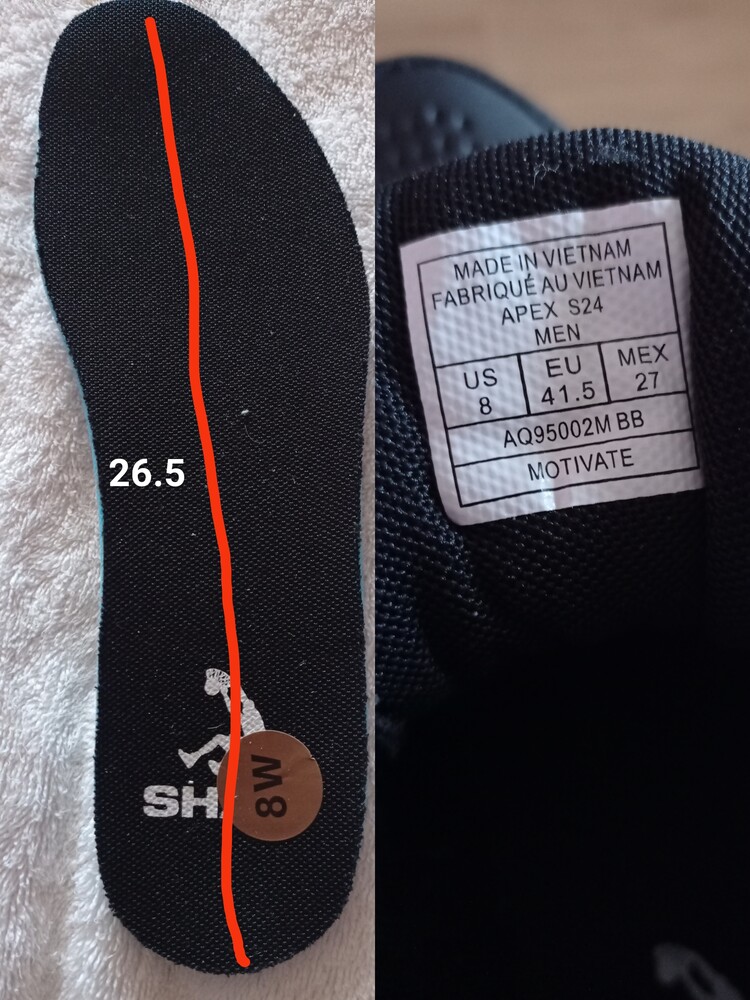 26.5
SHA
8W
MADE IN VIETNAM
FABRIQUÉ AU VIETNAM
APEX S24
MEN
US EU MEX
8 41.5 27
AQ95002M BB
MOTIVATE